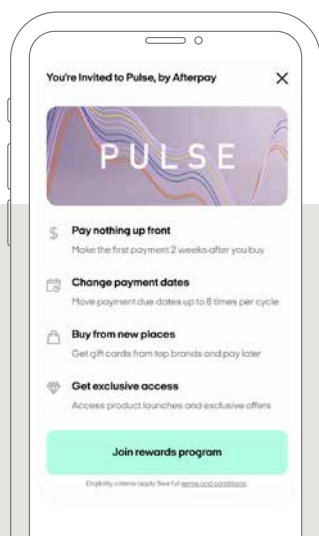 You're Invited to Pulse, by Afterpay
PULSE
Pay nothing up front
Make the first payment 2 weeks after you buy
Change payment dates
Move payment due dates up to 6 times per cycle
Buy from new places
Get gift cards from top brands and pay later
Get exclusive access
Access product launches and exclusive offers
Join rewards program
Eligibility criteria apply. See full terms and conditions.